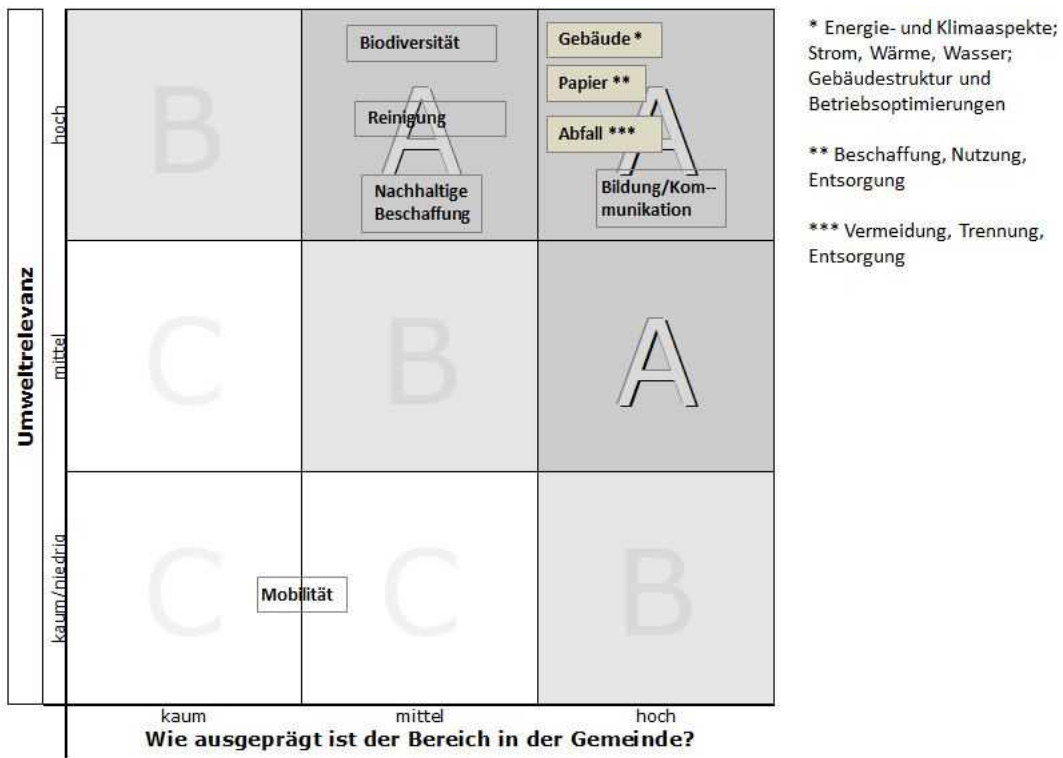 Umweltrelevanz
hoch
mittel
kaum/niedrig
B
A
A
Biodiversität
Reinigung
Nachhaltige
Beschaffung
Gebäude *
Papier **
Abfall ***
Bildung/Kom--
munikation
C
B
A
C
C
B
Mobilität
kaum
mittel
hoch
Wie ausgeprägt ist der Bereich in der Gemeinde?
* Energie- und Klimaaspekte;
Strom, Wärme, Wasser;
Gebäudestruktur und
Betriebsoptimierungen
** Beschaffung, Nutzung,
Entsorgung
*** Vermeidung, Trennung,
Entsorgung